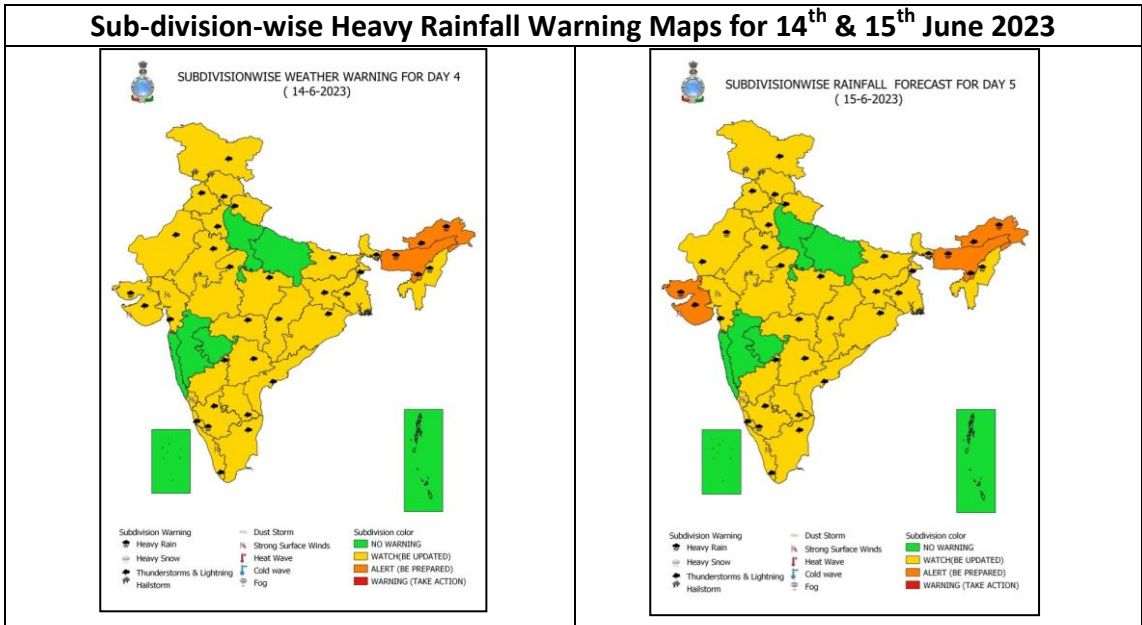 Sub-division-wise Heavy Rainfall Warning Maps for 14th & 15th June 2023
SUBDIVISIONWISE WEATHER WARNING FOR DAY 4
( 14-6-2023)
Subdivision Warning
Heavy Rain
Heavy Snow
Thunderstorms & Lightning
Hailstorm
Dust Storm
Strong Surface Winds
Heat Wave
Cold wave
Fog
Subdivision color
NO WARNING
WATCH(BE UPDATED)
ALERT (BE PREPARED)
WARNING (TAKE ACTION)
SUBDIVISIONWISE RAINFALL FORECAST FOR DAY 5
( 15-6-2023)
Subdivision Warning
Heavy Rain
Heavy Snow
Thunderstorms & Lightning
Hailstorm
Dust Storm
Strong Surface Winds
Heat Wave
Cold wave
Fog
Subdivision color
NO WARNING
WATCH(BE UPDATED)
ALERT (BE PREPARED)
WARNING (TAKE ACTION)